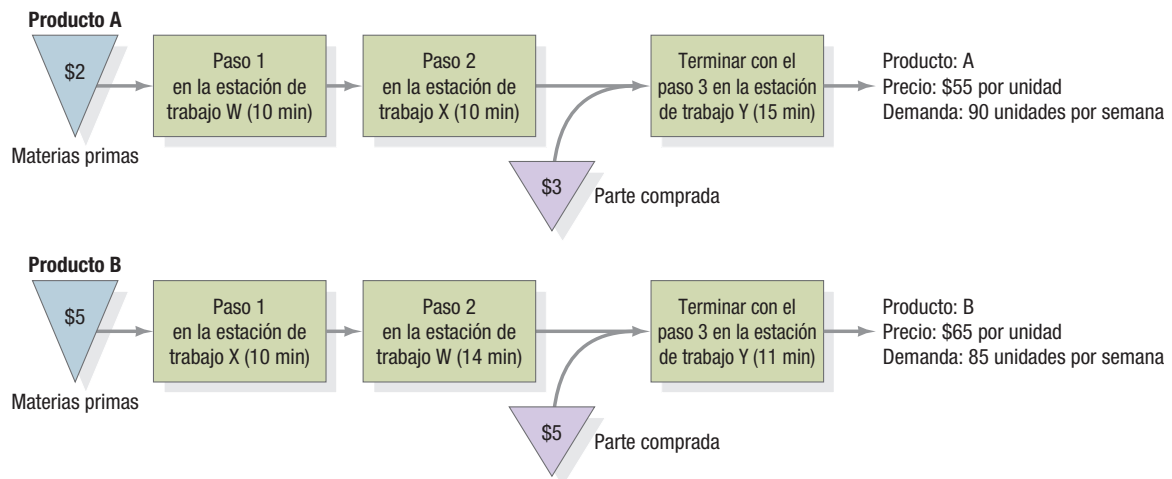 Producto A
$2
Materias primas
Paso 1
en la estación de
trabajo W (10 min)
Paso 2
en la estación de
trabajo X (10 min)
$3
Parte comprada
Terminar con el
paso 3 en la estación
de trabajo Y (15 min)
Producto: A
Precio: $55 por unidad
Demanda: 90 unidades por semana
Producto B
$5
Materias primas
Paso 1
en la estación de
trabajo X (10 min)
Paso 2
en la estación de
trabajo W (14 min)
$5
Parte comprada
Terminar con el
paso 3 en la estación
de trabajo Y (11 min)
Producto: B
Precio: $65 por unidad
Demanda: 85 unidades por semana